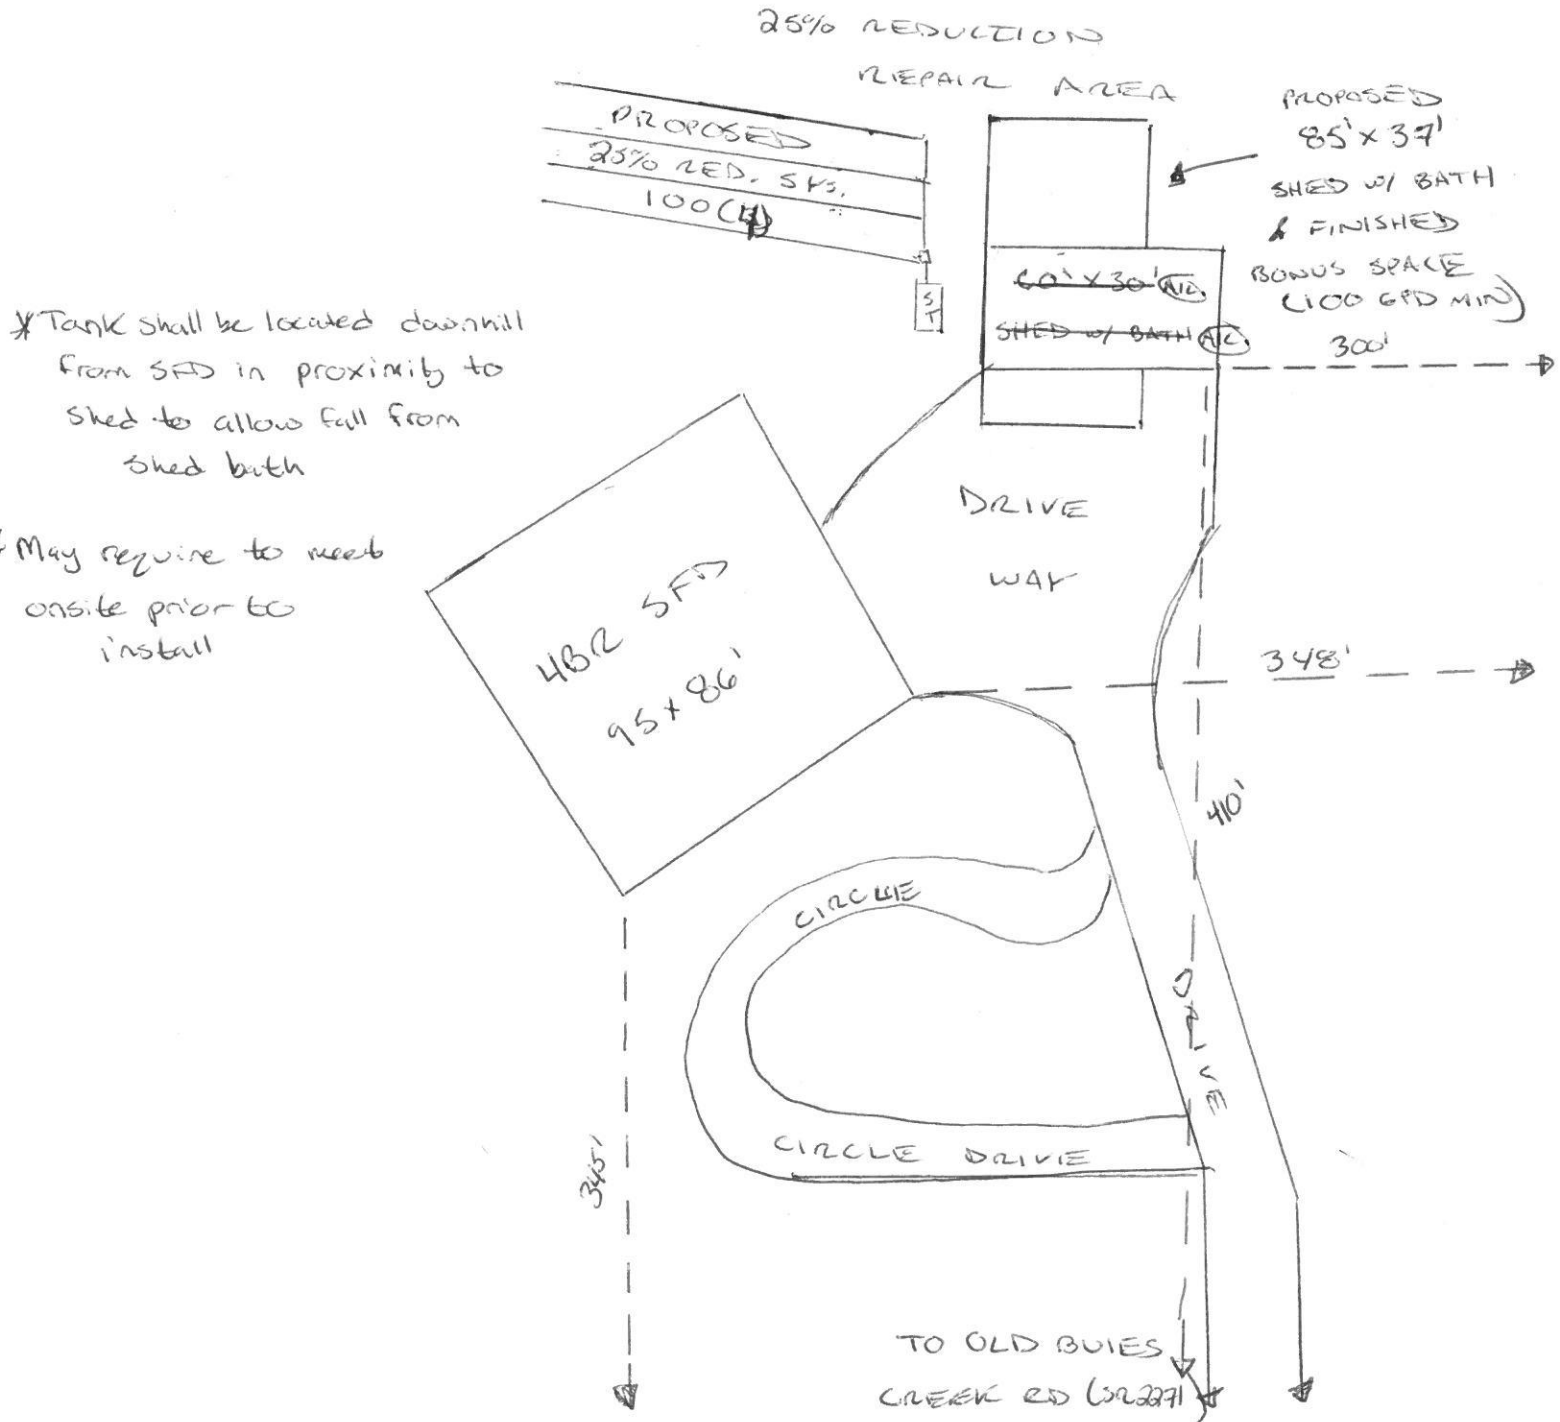 25% REDUCTION
REPAIR AREA
PROPOSED
25% RED. SYS.
100(4)
PROPOSED
85' x 37'
SHED W/ BATH
& FINISHED
BONUS SPACE
(100 GPD MIN)
60' x 30'
SHED W/ BATH
ST
300'
* Tank shall be located downhill
from SFD in proximity to
shed to allow fall from
shed bath
* May require to meet
onsite prior to
install
DRIVE
WAY
4BR SFD
95 x 86'
348'
410'
CIRCLE
DRIVE
CIRCLE DRIVE
345'
TO OLD BUIES
CREEK RD (SR2271)